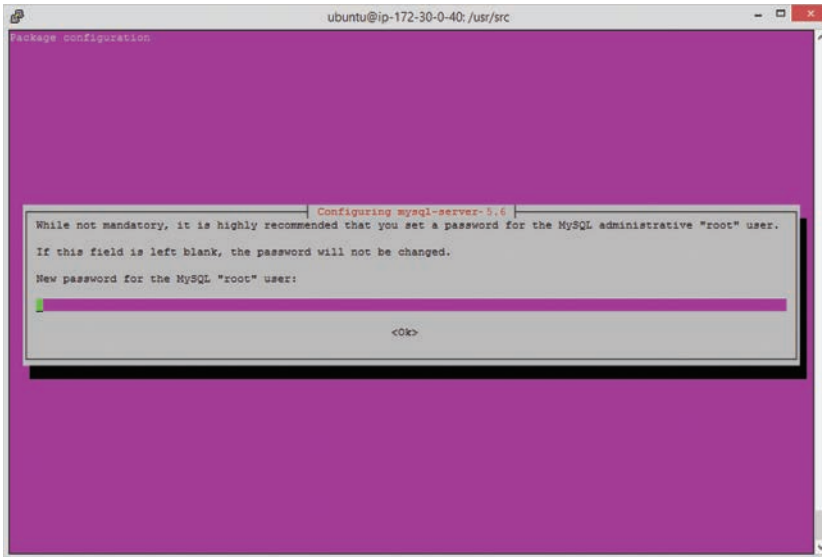 ubuntu@ip-172-30-0-40: /usr/src
Package configuration
Configuring mysql-server-5.6
While not mandatory, it is highly recommended that you set a password for the MySQL administrative "root" user.
If this field is left blank, the password will not be changed.
New password for the MySQL "root" user:
<Ok>